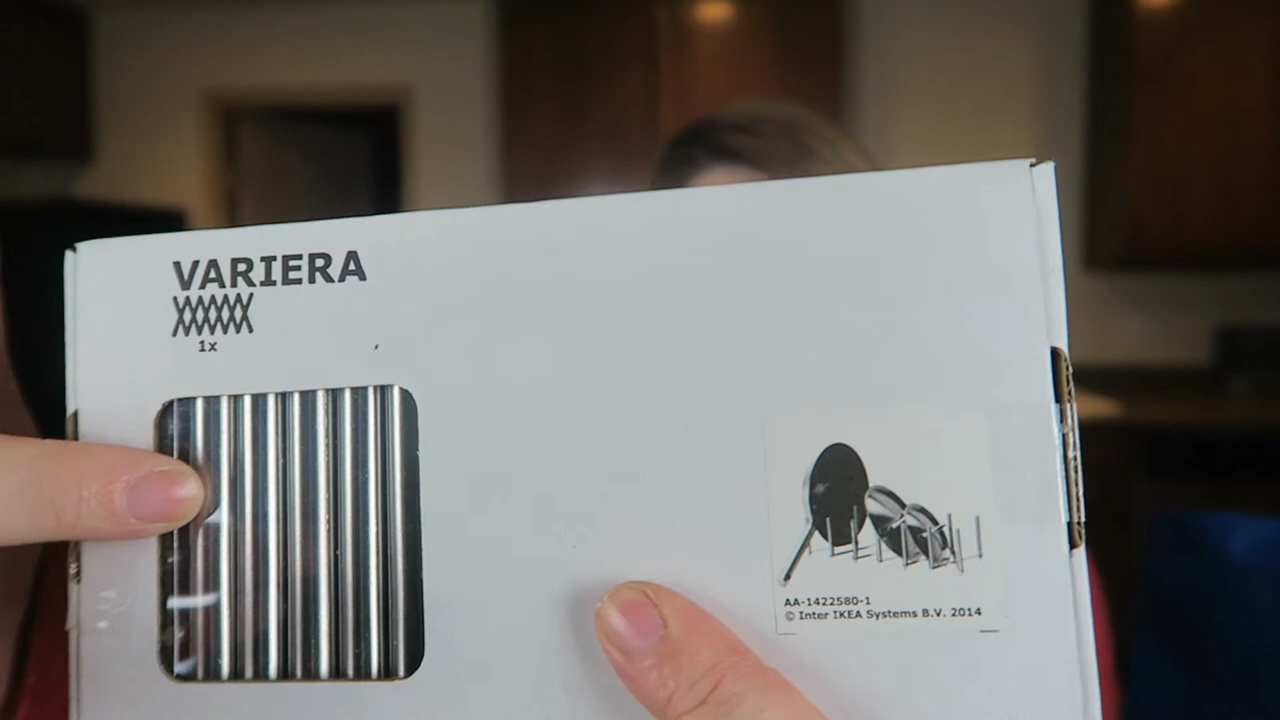 VARIERA
1x
AA-1422580-1
© Inter IKEA Systems B.V. 2014